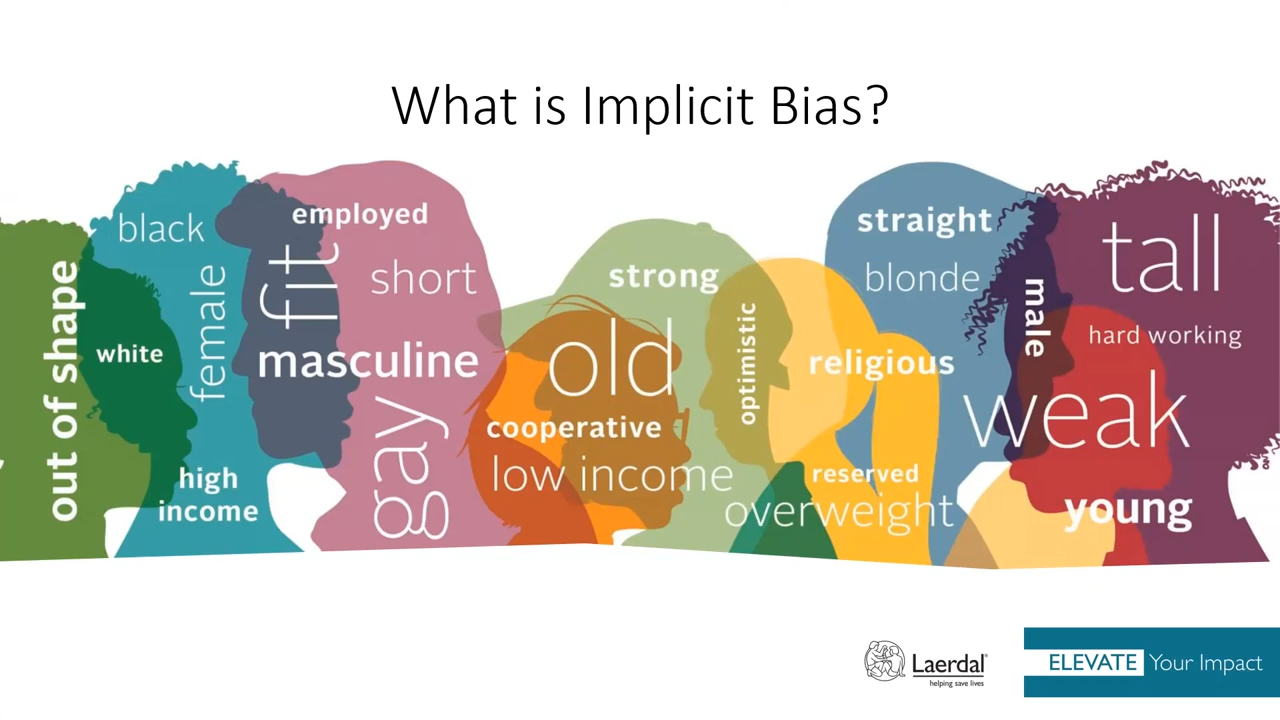 What is Implicit Bias?
out of shape
black
white
female
high
income
employed
fit
short
masculine
gay
strong
old
cooperative
low income
optimistic
straight
blonde
religious
reserved
overweight
male
tall
hard working
weak
young
Laerdal®
helping save lives
ELEVATE Your Impact